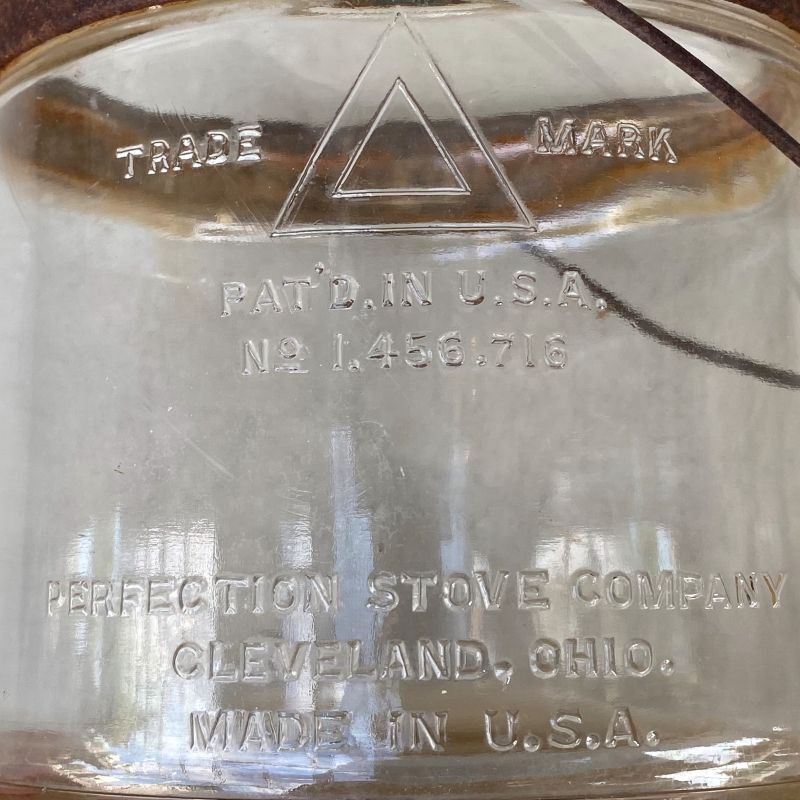 TRADE MARK
PAT'D. IN U.S.A.
Nº 1.456.716
PERFECTION STOVE COMPANY
CLEVELAND, OHIO.
MADE IN U.S.A.